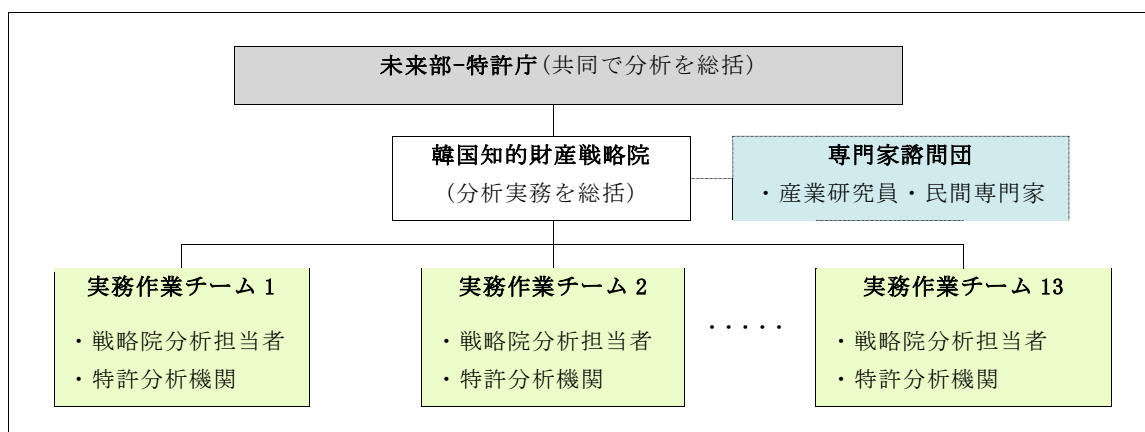 未来部-特許庁(共同で分析を総括)
韓国知的財産戦略院
(分析実務を総括)
専門家諮問団
・産業研究員・民間専門家
実務作業チーム 1
・戦略院分析担当者
・特許分析機関
実務作業チーム 2
・戦略院分析担当者
・特許分析機関
・・・・・
実務作業チーム 13
・戦略院分析担当者
・特許分析機関